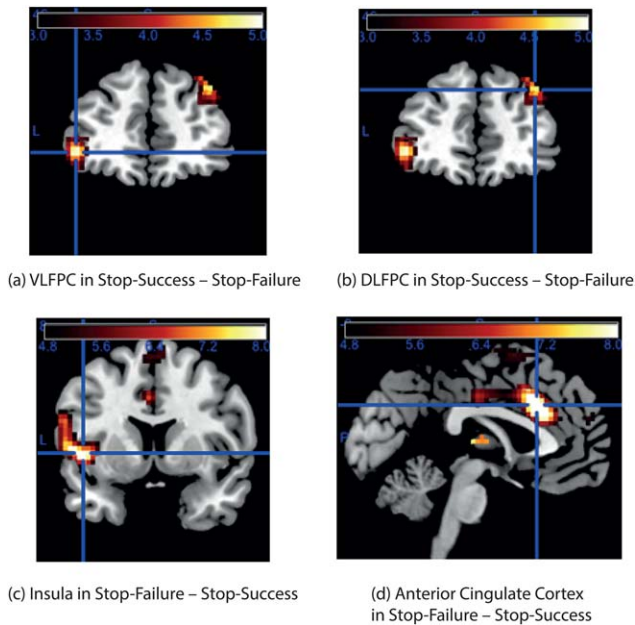 3.0 3.5 4.0 4.5 5.0
L
(a) VLFPC in Stop-Success – Stop-Failure
3.0 3.5 4.0 4.5 5.0
L
(b) DLFPC in Stop-Success – Stop-Failure
4.8 5.6 6.4 7.2 8.0
L
(c) Insula in Stop-Failure – Stop-Success
4.8 5.6 6.4 7.2 8.0
(d) Anterior Cingulate Cortex
in Stop-Failure – Stop-Success